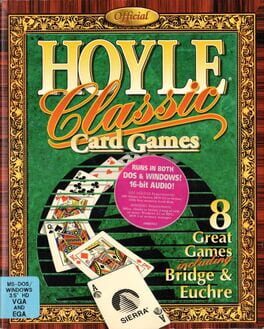 Official
HOYLE
Classic
Card Games
RUNS IN BOTH
DOS & WINDOWS!
16-bit AUDIO!
8
Great
Games
including
Bridge &
Euchre
MS-DOS/
WINDOWS
3.5" HD
VGA
AND
EGA
SIERRA
A